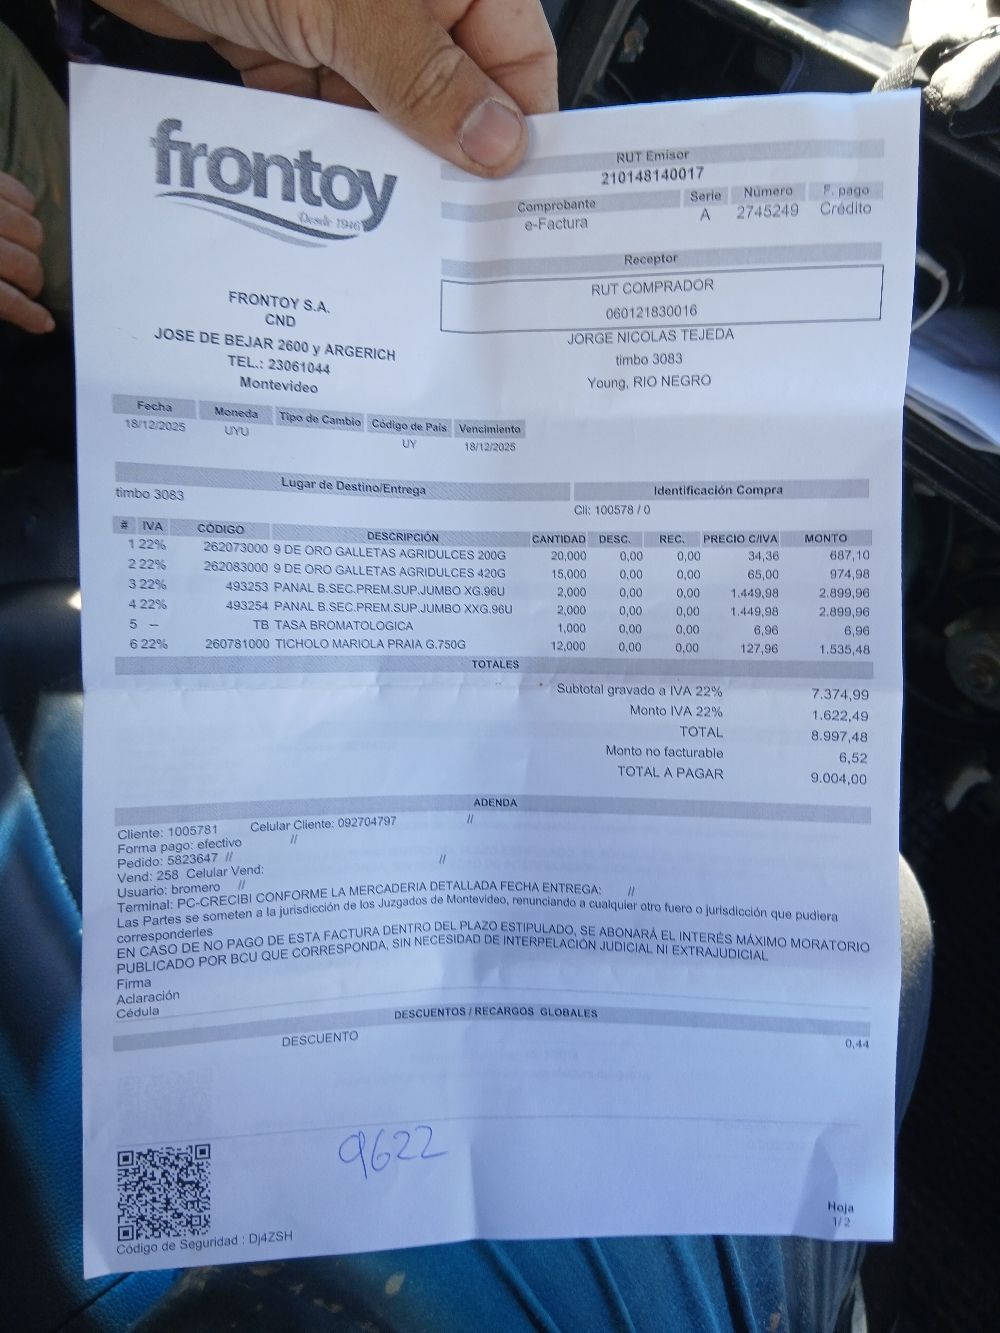 frontoy
Desde 1946
RUT Emisor
210148140017
Comprobante Serie Número F. pago
e-Factura A 2745249 Crédito
Receptor
RUT COMPRADOR
060121830016
JORGE NICOLAS TEJEDA
timbo 3083
Young, RIO NEGRO
FRONTOY S.A.
CND
JOSE DE BEJAR 2600 y ARGERICH
TEL.: 23061044
Montevideo
Fecha Moneda Tipo de Cambio Código de País Vencimiento
18/12/2025 UYU UY 18/12/2025
Lugar de Destino/Entrega Identificación Compra
timbo 3083 Cli: 100578 / 0
# IVA CÓDIGO DESCRIPCIÓN CANTIDAD DESC. REC. PRECIO C/IVA MONTO
1 22% 262073000 9 DE ORO GALLETAS AGRIDULCES 200G 20,000 0,00 0,00 34,36 687,10
2 22% 262083000 9 DE ORO GALLETAS AGRIDULCES 420G 15,000 0,00 0,00 65,00 974,98
3 22% 493253 PANAL B.SEC.PREM.SUP.JUMBO XG.96U 2,000 0,00 0,00 1.449,98 2.899,96
4 22% 493254 PANAL B.SEC.PREM.SUP.JUMBO XXG.96U 2,000 0,00 0,00 1.449,98 2.899,96
5 – TB TASA BROMATOLOGICA 1,000 0,00 0,00 6,96 6,96
6 22% 260781000 TICHOLO MARIOLA PRAIA G.750G 12,000 0,00 0,00 127,96 1.535,48
TOTALES
Subtotal gravado a IVA 22% 7.374,99
Monto IVA 22% 1.622,49
TOTAL 8.997,48
Monto no facturable 6,52
TOTAL A PAGAR 9.004,00
ADENDA
Cliente: 1005781 Celular Cliente: 092704797 //
Forma pago: efectivo //
Pedido: 5823647 //
Vend: 258 Celular Vend: //
Usuario: bromero //
Terminal: PC-CRECIBI CONFORME LA MERCADERIA DETALLADA FECHA ENTREGA: //
Las Partes se someten a la jurisdicción de los Juzgados de Montevideo, renunciando a cualquier otro fuero o jurisdicción que pudiera
corresponderles
EN CASO DE NO PAGO DE ESTA FACTURA DENTRO DEL PLAZO ESTIPULADO, SE ABONARÁ EL INTERÉS MÁXIMO MORATORIO
PUBLICADO POR BCU QUE CORRESPONDA, SIN NECESIDAD DE INTERPELACIÓN JUDICIAL NI EXTRAJUDICIAL
Firma
Aclaración
Cédula
DESCUENTOS / RECARGOS GLOBALES
DESCUENTO 0,44
9622
Hoja
1/2
Código de Seguridad : Dj4ZSH